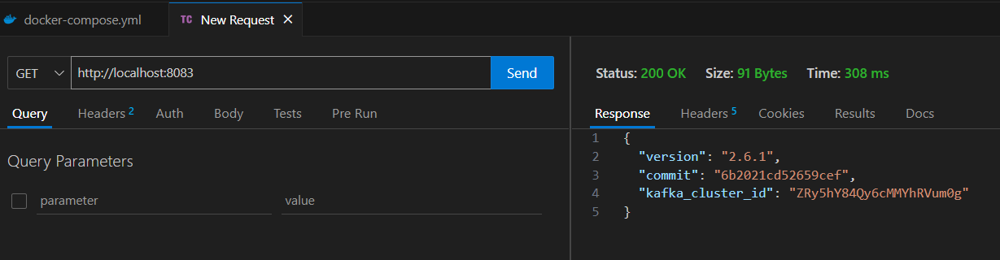 docker-compose.yml TC New Request ×
GET http://localhost:8083 Send
Query Headers 2 Auth Body Tests Pre Run
Query Parameters
parameter value
Status: 200 OK Size: 91 Bytes Time: 308 ms
Response Headers 5 Cookies Results Docs
1 {
2 "version": "2.6.1",
3 "commit": "6b2021cd52659cef",
4 "kafka_cluster_id": "ZRy5hY84Qy6cMMYhRVum0g"
5 }